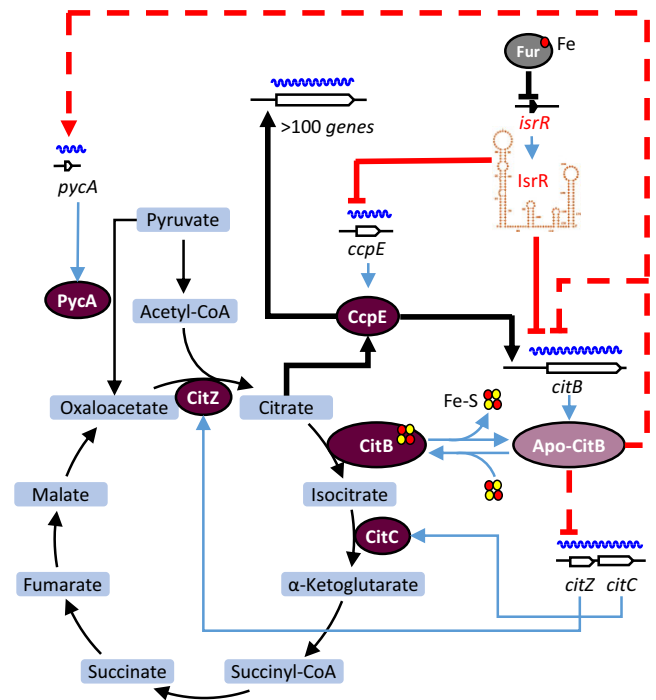 Fur
Fe
isrR
>100 genes
IsrR
pycA
ccpE
Pyruvate
PycA
Acetyl-CoA
CcpE
citB
Oxaloacetate
CitZ
Citrate
Fe-S
CitB
Apo-CitB
Malate
Isocitrate
CitC
Fumarate
α-Ketoglutarate
citZ citC
Succinate
Succinyl-CoA